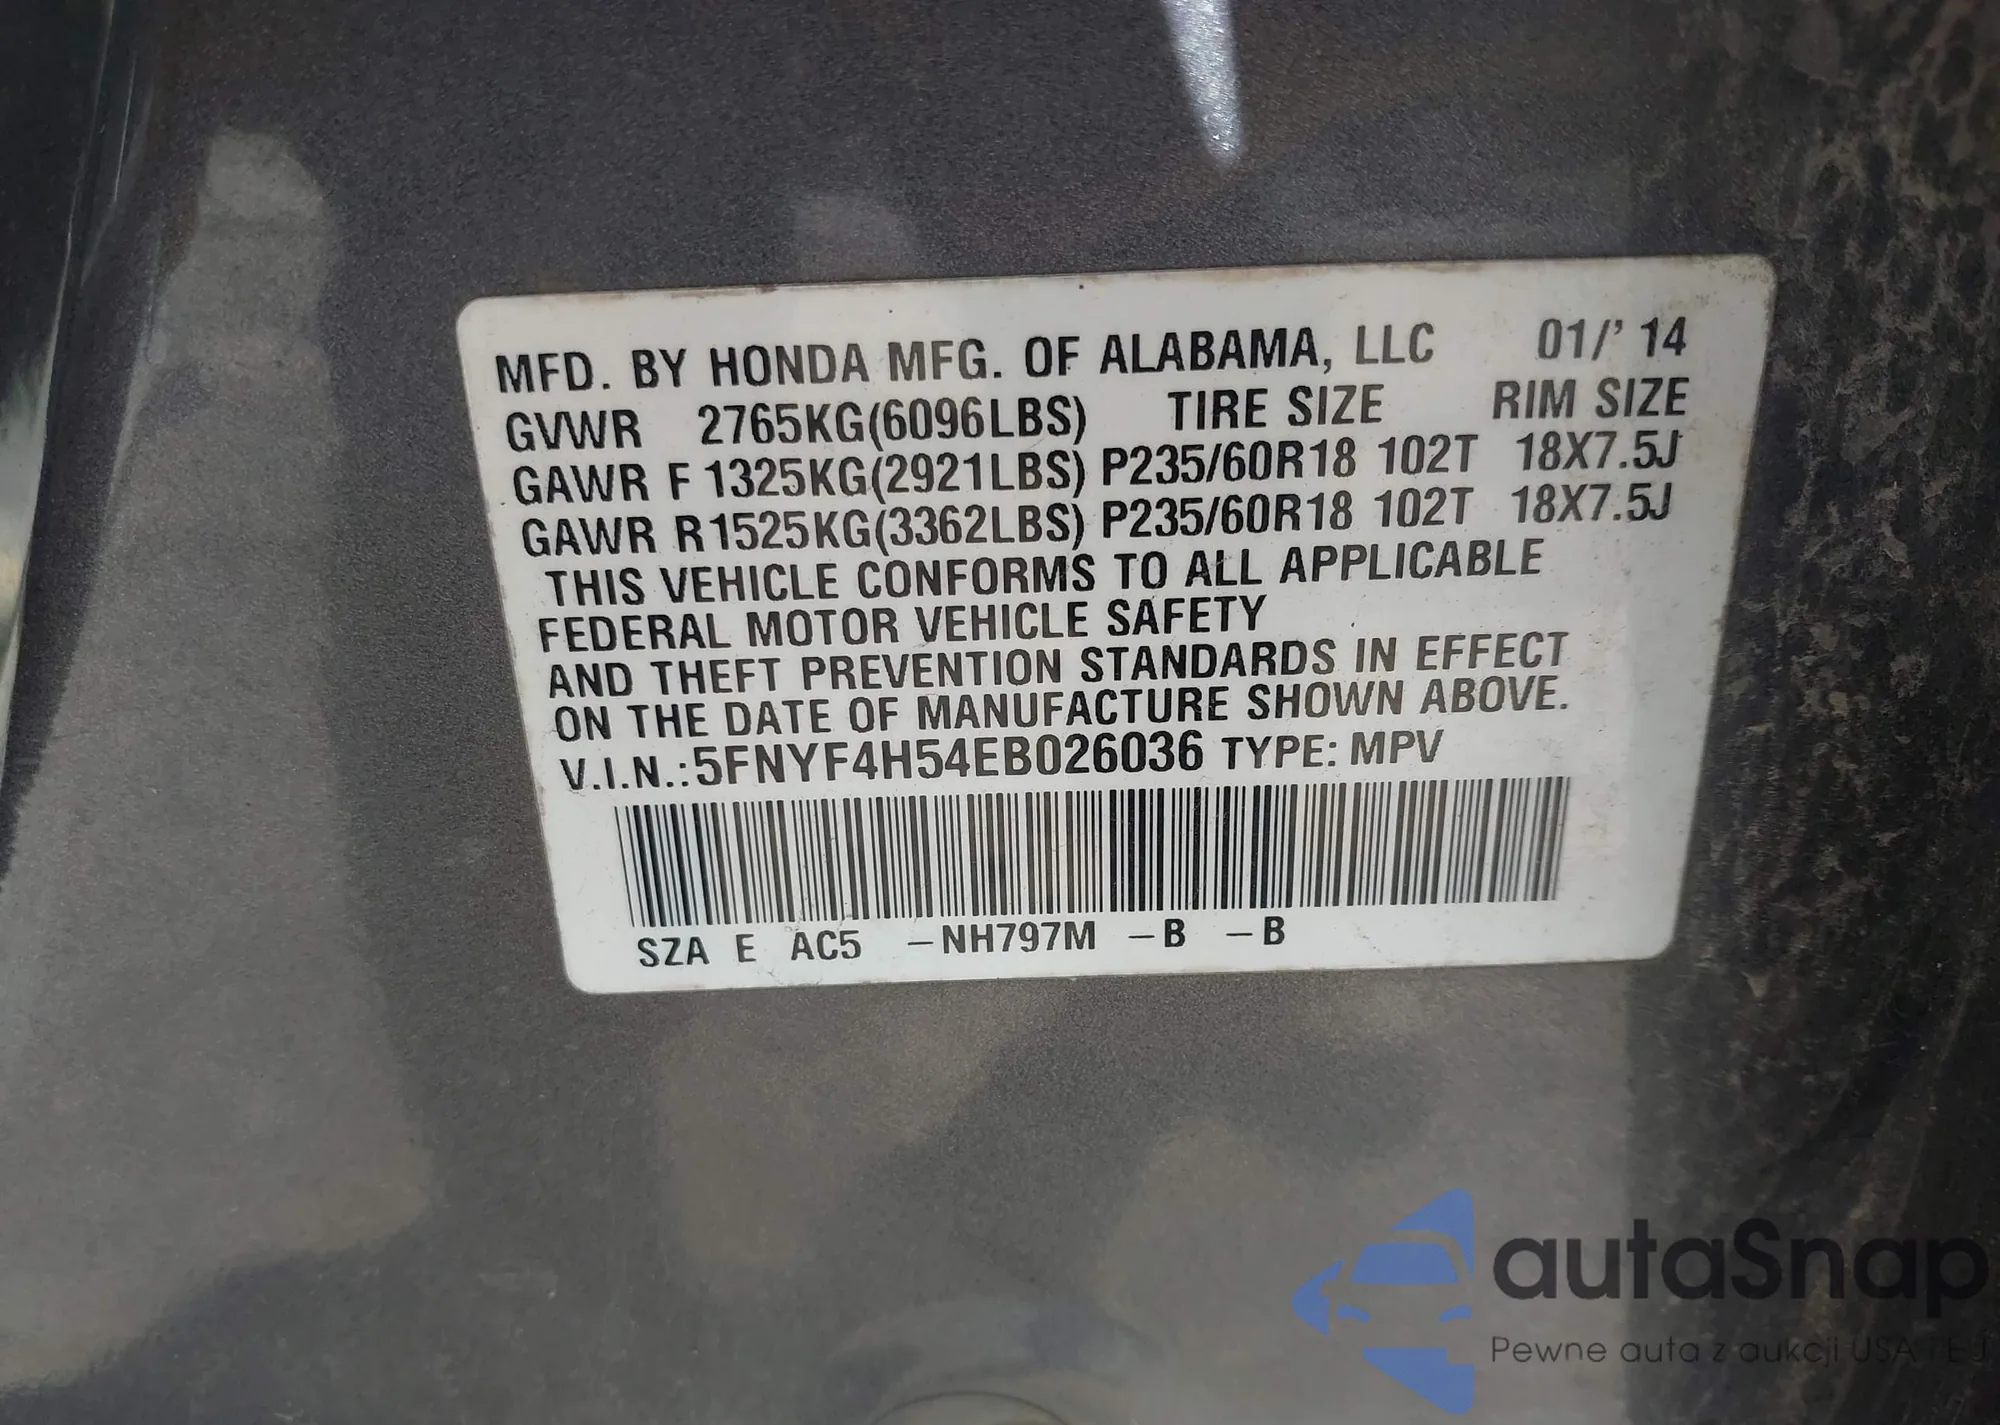 MFD. BY HONDA MFG. OF ALABAMA, LLC 01/' 14
GVWR 2765KG(6096LBS) TIRE SIZE RIM SIZE
GAWR F 1325KG(2921LBS) P235/60R18 102T 18X7.5J
GAWR R1525KG(3362LBS) P235/60R18 102T 18X7.5J
THIS VEHICLE CONFORMS TO ALL APPLICABLE
FEDERAL MOTOR VEHICLE SAFETY
AND THEFT PREVENTION STANDARDS IN EFFECT
ON THE DATE OF MANUFACTURE SHOWN ABOVE.
V.I.N.:5FNYF4H54EB026036 TYPE: MPV
SZA E AC5 -NH797M -B -B
autaSnap
Pewne auta z aukcji USA i EU